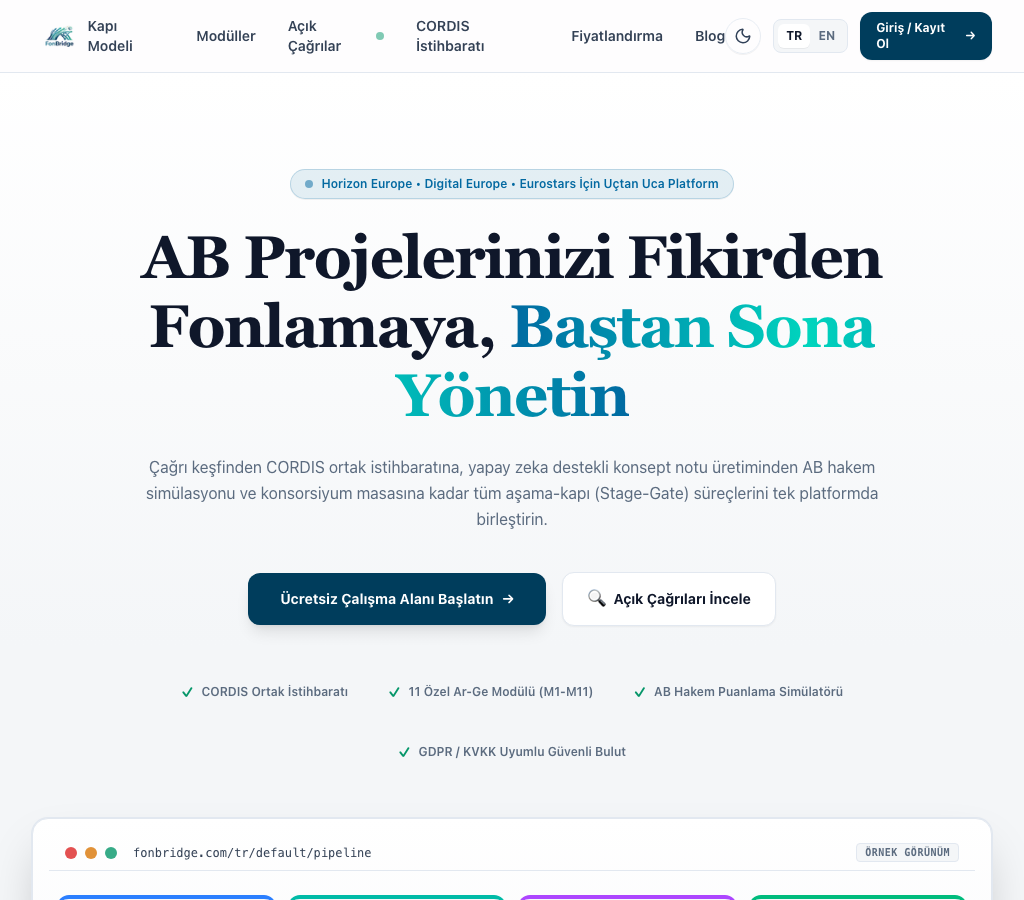 FonBridge
Kapı
Modeli
Modüller
Açık
Çağrılar
CORDIS
İstihbaratı
Fiyatlandırma
Blog
TR
EN
Giriş / Kayıt
Ol
Horizon Europe • Digital Europe • Eurostars İçin Uçtan Uca Platform
AB Projelerinizi Fikirden
Fonlamaya, Baştan Sona
Yönetin
Çağrı keşfinden CORDIS ortak istihbaratına, yapay zeka destekli konsept notu üretiminden AB hakem
simülasyonu ve konsorsiyum masasına kadar tüm aşama-kapı (Stage-Gate) süreçlerini tek platformda
birleştirin.
Ücretsiz Çalışma Alanı Başlatın →
Açık Çağrıları İncele
CORDIS Ortak İstihbaratı
11 Özel Ar-Ge Modülü (M1-M11)
AB Hakem Puanlama Simülatörü
GDPR / KVKK Uyumlu Güvenli Bulut
fonbridge.com/tr/default/pipeline
ÖRNEK GÖRÜNÜM